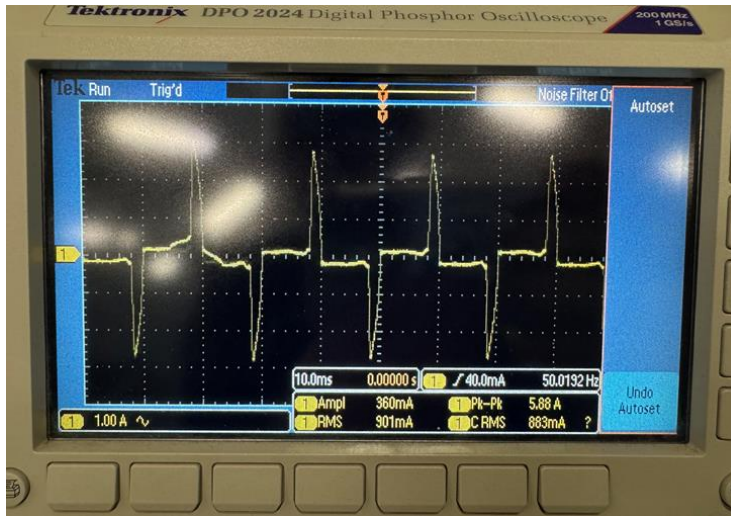 Tektronix DPO 2024 Digital Phosphor Oscilloscope
200 MHz
1 GS/s
Tek Run Trig'd Noise Filter Of
Autoset
1
10.0ms 0.00000 s 1 40.0mA 50.0192 Hz
1 Ampl 360mA 1 Pk-Pk 5.88 A
1 RMS 901mA 1 C RMS 883mA ?
1 1.00 A
Undo
Autoset